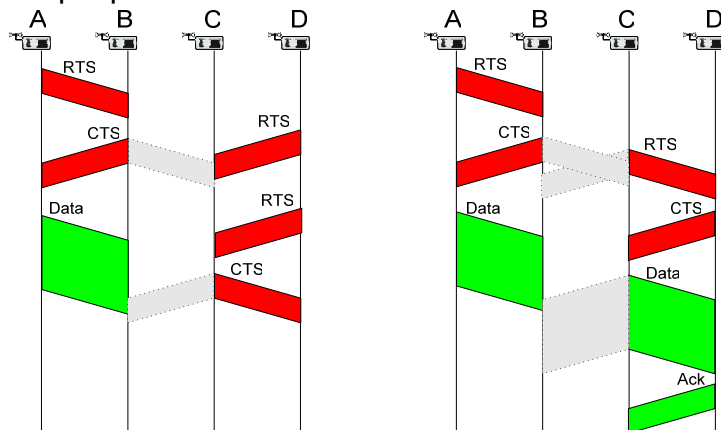 A B C D A B C D
RTS RTS
CTS RTS CTS RTS
Data RTS Data CTS
CTS Data
Ack